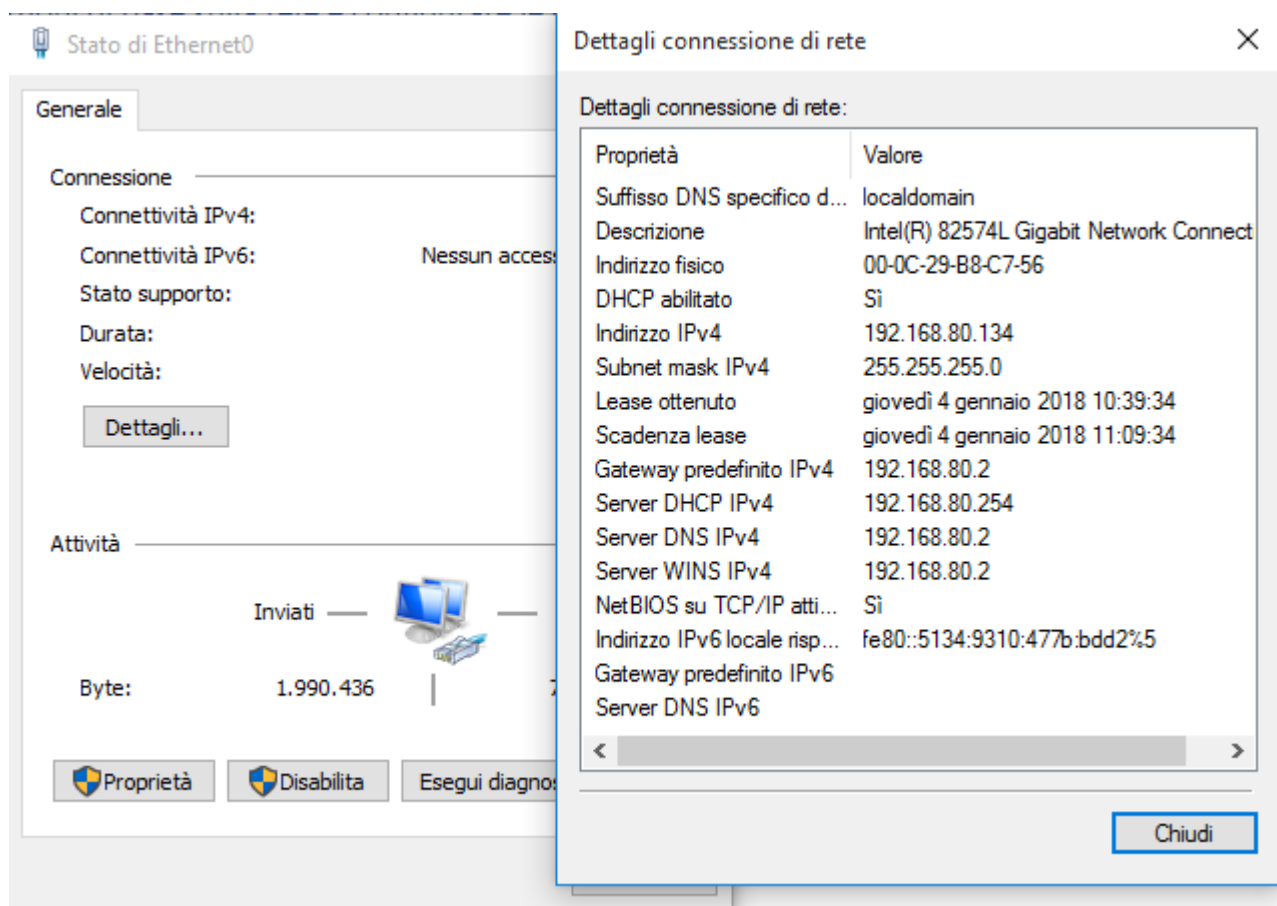 Stato di Ethernet0
Generale
Connessione
Connettività IPv4:
Connettività IPv6: Nessun acces
Stato supporto:
Durata:
Velocità:
Dettagli...
Attività
Inviati
Byte: 1.990.436
Proprietà
Disabilita
Esegui diagnos
Dettagli connessione di rete
Dettagli connessione di rete:
Proprietà Valore
Suffisso DNS specifico d... localdomain
Descrizione Intel(R) 82574L Gigabit Network Connecti
Indirizzo fisico 00-0C-29-B8-C7-56
DHCP abilitato Sì
Indirizzo IPv4 192.168.80.134
Subnet mask IPv4 255.255.255.0
Lease ottenuto giovedì 4 gennaio 2018 10:39:34
Scadenza lease giovedì 4 gennaio 2018 11:09:34
Gateway predefinito IPv4 192.168.80.2
Server DHCP IPv4 192.168.80.254
Server DNS IPv4 192.168.80.2
Server WINS IPv4 192.168.80.2
NetBIOS su TCP/IP atti... Sì
Indirizzo IPv6 locale risp... fe80::5134:9310:477b:bdd2%5
Gateway predefinito IPv6
Server DNS IPv6
Chiudi